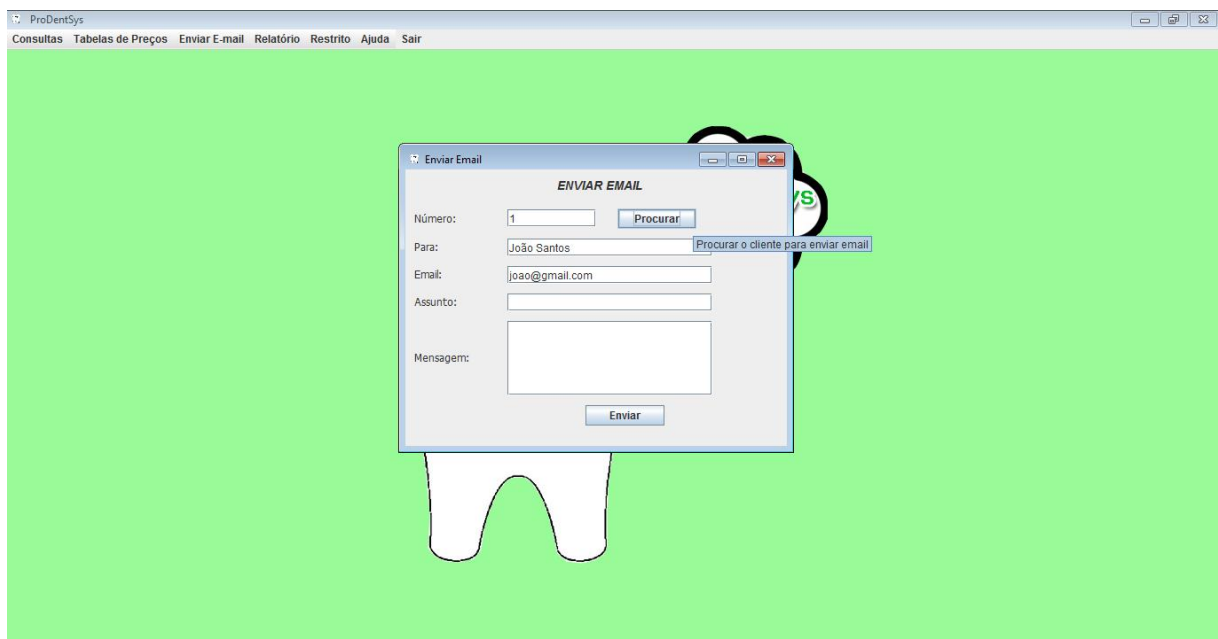 ProDentSys
Consultas Tabelas de Preços Enviar E-mail Relatório Restrito Ajuda Sair
Enviar Email
ENVIAR EMAIL
ys
Número: 1 Procurar
Procurar o cliente para enviar email
Para: João Santos
Email: joao@gmail.com
Assunto:
Mensagem:
Enviar